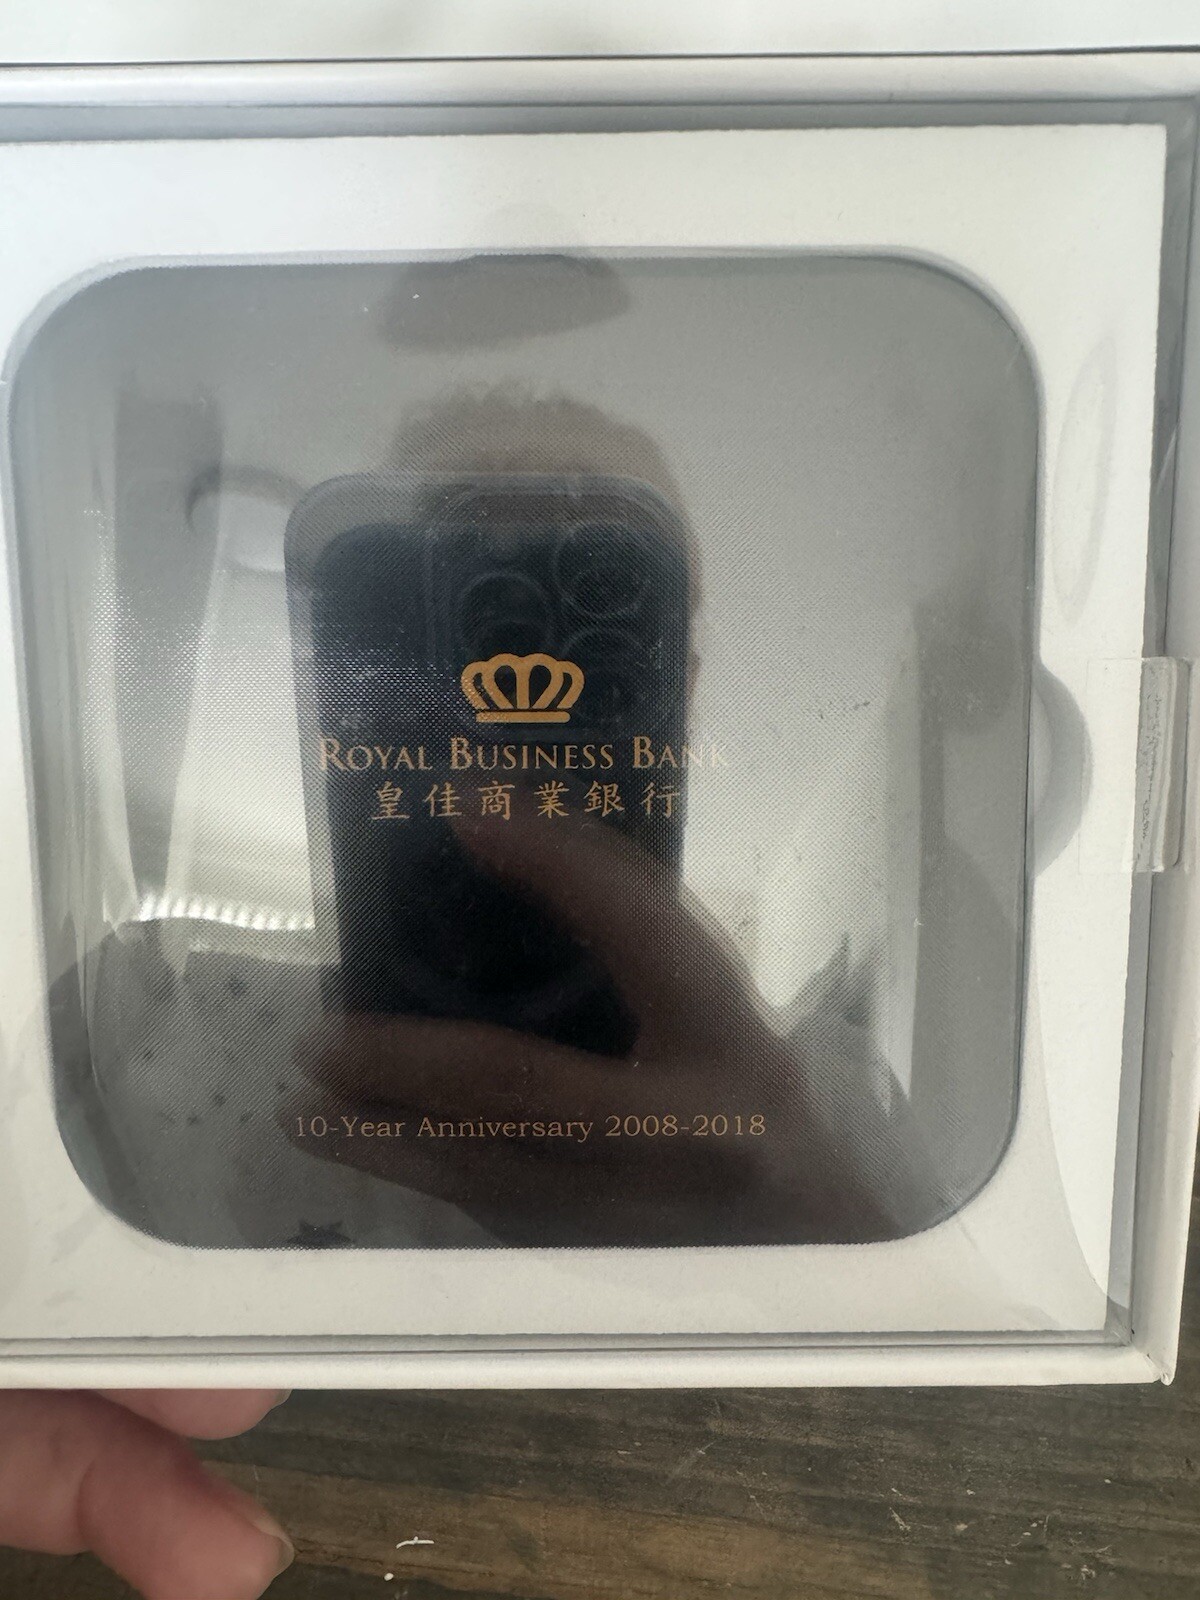 Royal Business Bank
皇佳商業銀行
10-Year Anniversary 2008-2018